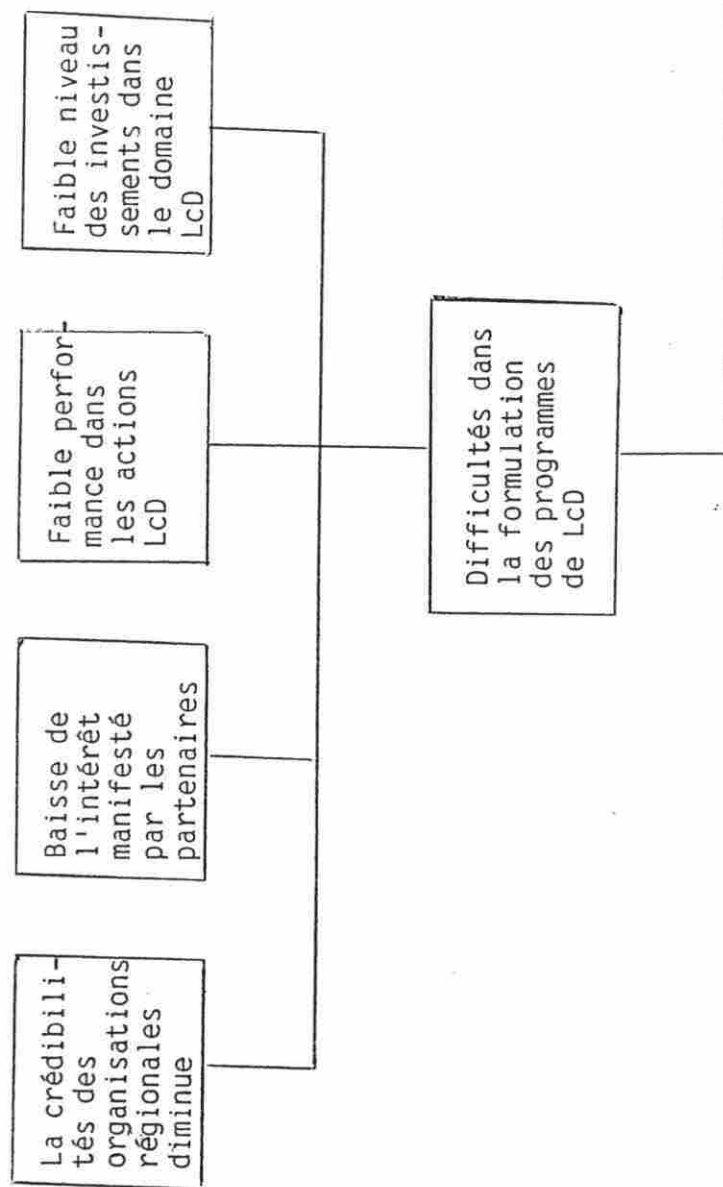 La crédibili-
tés des
organisations
régionales
diminue
Baisse de
l'intérêt
manifesté
par les
partenaires
Faible perfor-
mance dans
les actions
LcD
Faible niveau
des investis-
sements dans
le domaine
LcD
Difficultés dans
la formulation
des programmes
de LcD